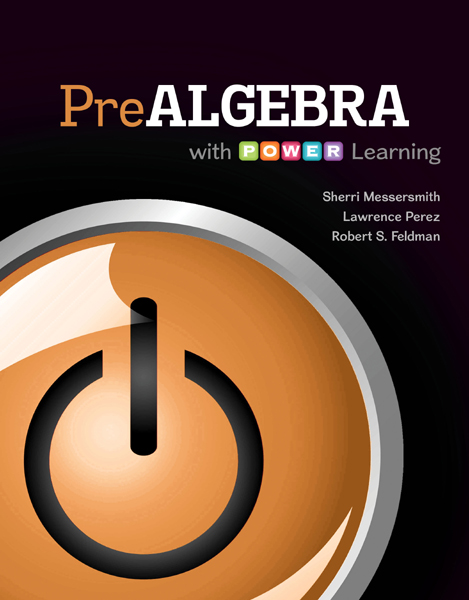 PreALGEBRA
with POWER Learning
Sherri Messersmith
Lawrence Perez
Robert S. Feldman